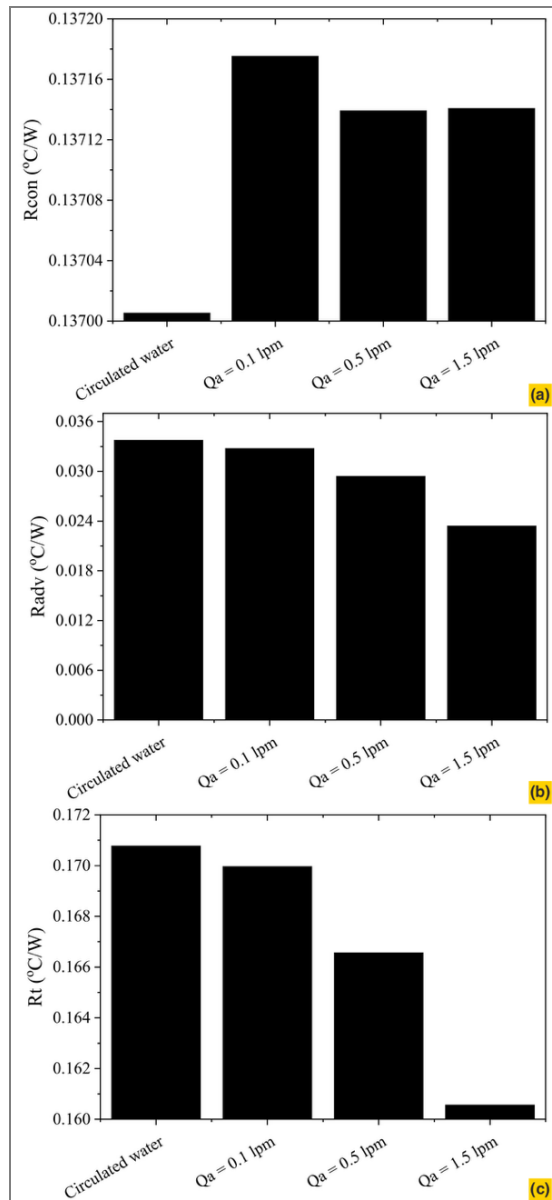 0.13720
0.13716
0.13712
0.13708
0.13704
0.13700
Rcon (ºC/W)
Circulated water
Qa = 0.1 lpm
Qa = 0.5 lpm
Qa = 1.5 lpm
(a)
0.036
0.030
0.024
0.018
0.012
0.006
0.000
Radv (ºC/W)
Circulated water
Qa = 0.1 lpm
Qa = 0.5 lpm
Qa = 1.5 lpm
(b)
0.172
0.170
0.168
0.166
0.164
0.162
0.160
Rt (ºC/W)
Circulated water
Qa = 0.1 lpm
Qa = 0.5 lpm
Qa = 1.5 lpm
(c)